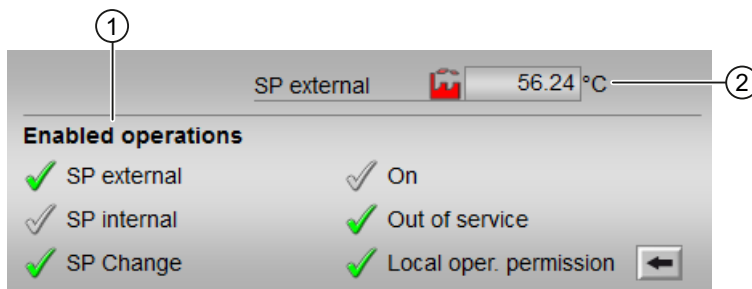 1
SP external 56.24 °C 2
Enabled operations
SP external On
SP internal Out of service
SP Change Local oper. permission